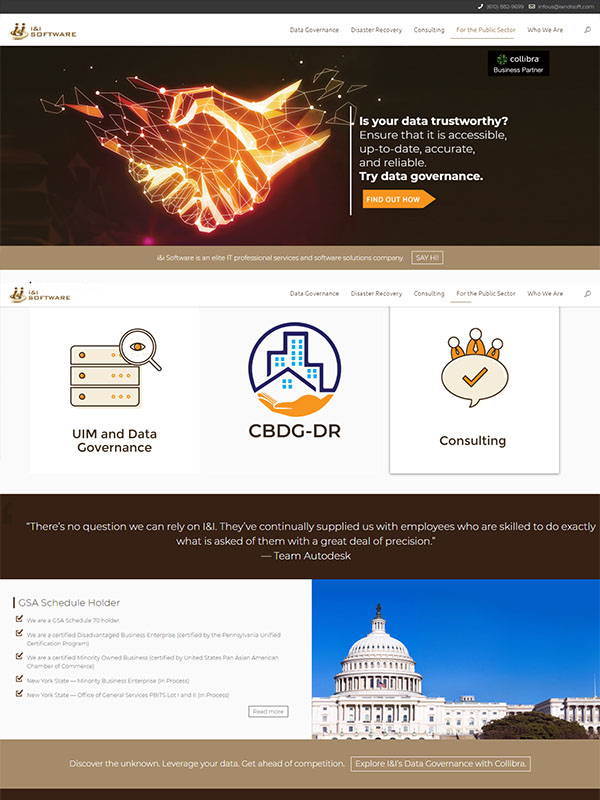 (610) 882-9699 infous@iandisoft.com
i&i SOFTWARE
Data Governance Disaster Recovery Consulting For the Public Sector Who We Are
collibra
Business Partner
Is your data trustworthy?
Ensure that it is accessible,
up-to-date, accurate,
and reliable.
Try data governance.
FIND OUT HOW
i&i Software is an elite IT professional services and software solutions company. SAY HI!
i&i SOFTWARE
Data Governance Disaster Recovery Consulting For the Public Sector Who We Are
UIM and Data
Governance
CBDG-DR
Consulting
“There’s no question we can rely on I&I. They’ve continually supplied us with employees who are skilled to do exactly
what is asked of them with a great deal of precision.”
— Team Autodesk
GSA Schedule Holder
We are a GSA Schedule 70 holder.
We are a certified Disadvantaged Business Enterprise (certified by the Pennsylvania Unified
Certification Program)
We are a certified Minority Owned Business (certified by United States Pan Asian American
Chamber of Commerce)
New York State — Minority Business Enterprise (In Process)
New York State — Office of General Services PBITS Lot I and II (In Process)
Read more
Discover the unknown. Leverage your data. Get ahead of competition. Explore I&I's Data Governance with Collibra.